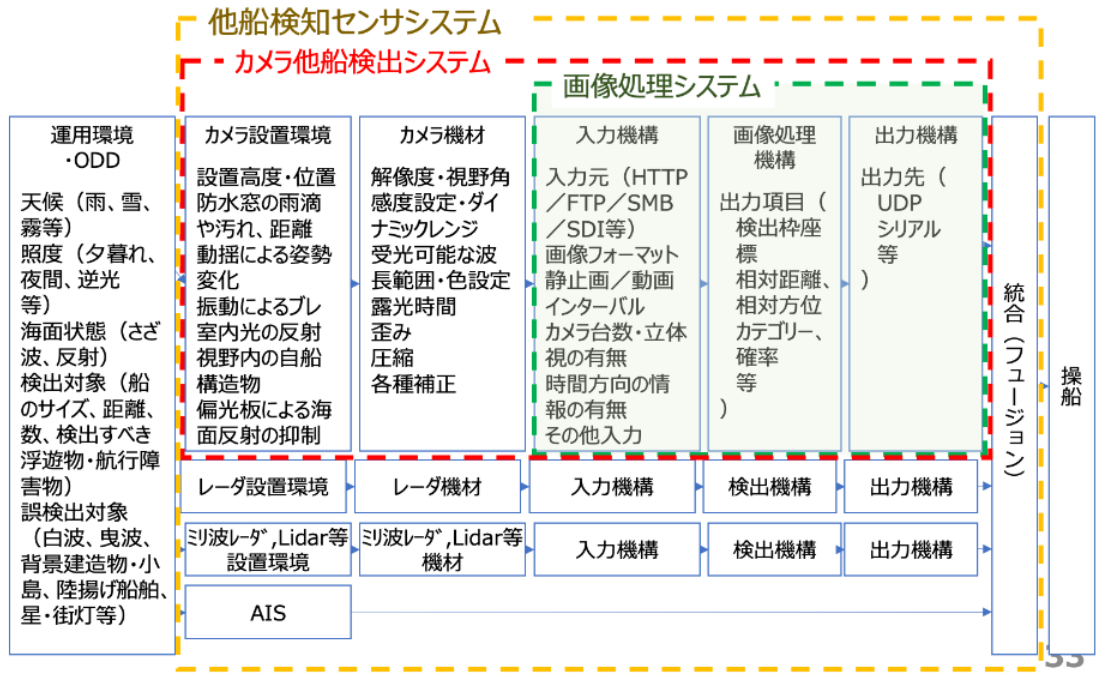 他船検知センサシステム
カメラ他船検出システム
画像処理システム
運用環境
・ODD
天候（雨、雪、
霧等）
照度（夕暮れ、
夜間、逆光
等）
海面状態（さざ
波、反射）
検出対象（船
のサイズ、距離、
数、検出すべき
浮遊物・航行障
害物）
誤検出対象
（白波、曳波、
背景建造物・小
島、陸揚げ船舶、
星・街灯等）
カメラ設置環境
設置高度・位置
防水窓の雨滴
や汚れ、距離
動揺による姿勢
変化
振動によるブレ
室内光の反射
視野内の自船
構造物
偏光板による海
面反射の抑制
カメラ機材
解像度・視野角
感度設定・ダイ
ナミックレンジ
受光可能な波
長範囲・色設定
露光時間
歪み
圧縮
各種補正
入力機構
入力元（HTTP
／FTP／SMB
／SDI等）
画像フォーマット
静止画／動画
インターバル
カメラ台数・立体
視の有無
時間方向の情
報の有無
その他入力
画像処理
機構
出力項目（
検出枠座
標
相対距離、
相対方位
カテゴリー、
確率
等
）
出力機構
出力先（
UDP
シリアル
等
）
レーダ設置環境
レーダ機材
入力機構
検出機構
出力機構
ミリ波レーダ,Lidar等
設置環境
ミリ波レーダ,Lidar等
機材
入力機構
検出機構
出力機構
AIS
統合（フュージョン）
操船
33